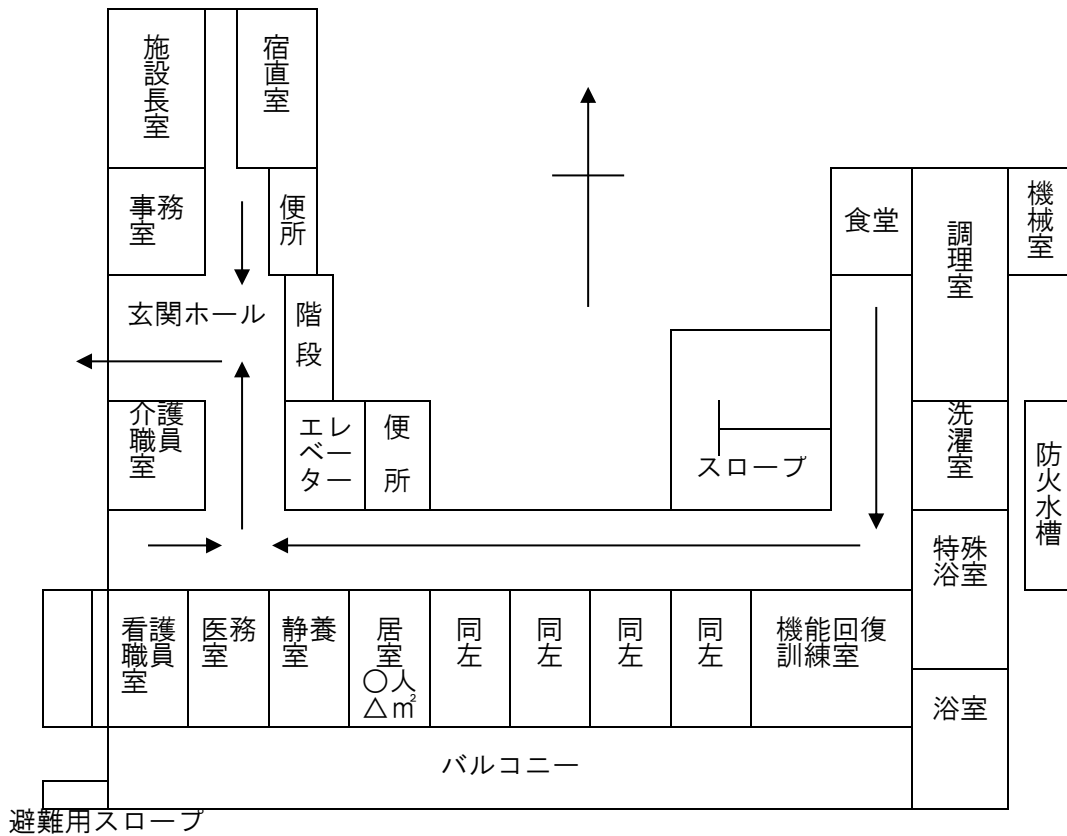 施設長室
宿直室
事務室
便所
食堂
調理室
機械室
玄関ホール
階段
介護職員室
エレベーター
便所
スロープ
洗濯室
防火水槽
特殊浴室
看護職員室
医務室
静養室
居室
〇人
△㎡
同左
同左
同左
同左
機能回復訓練室
浴室
バルコニー
避難用スロープ